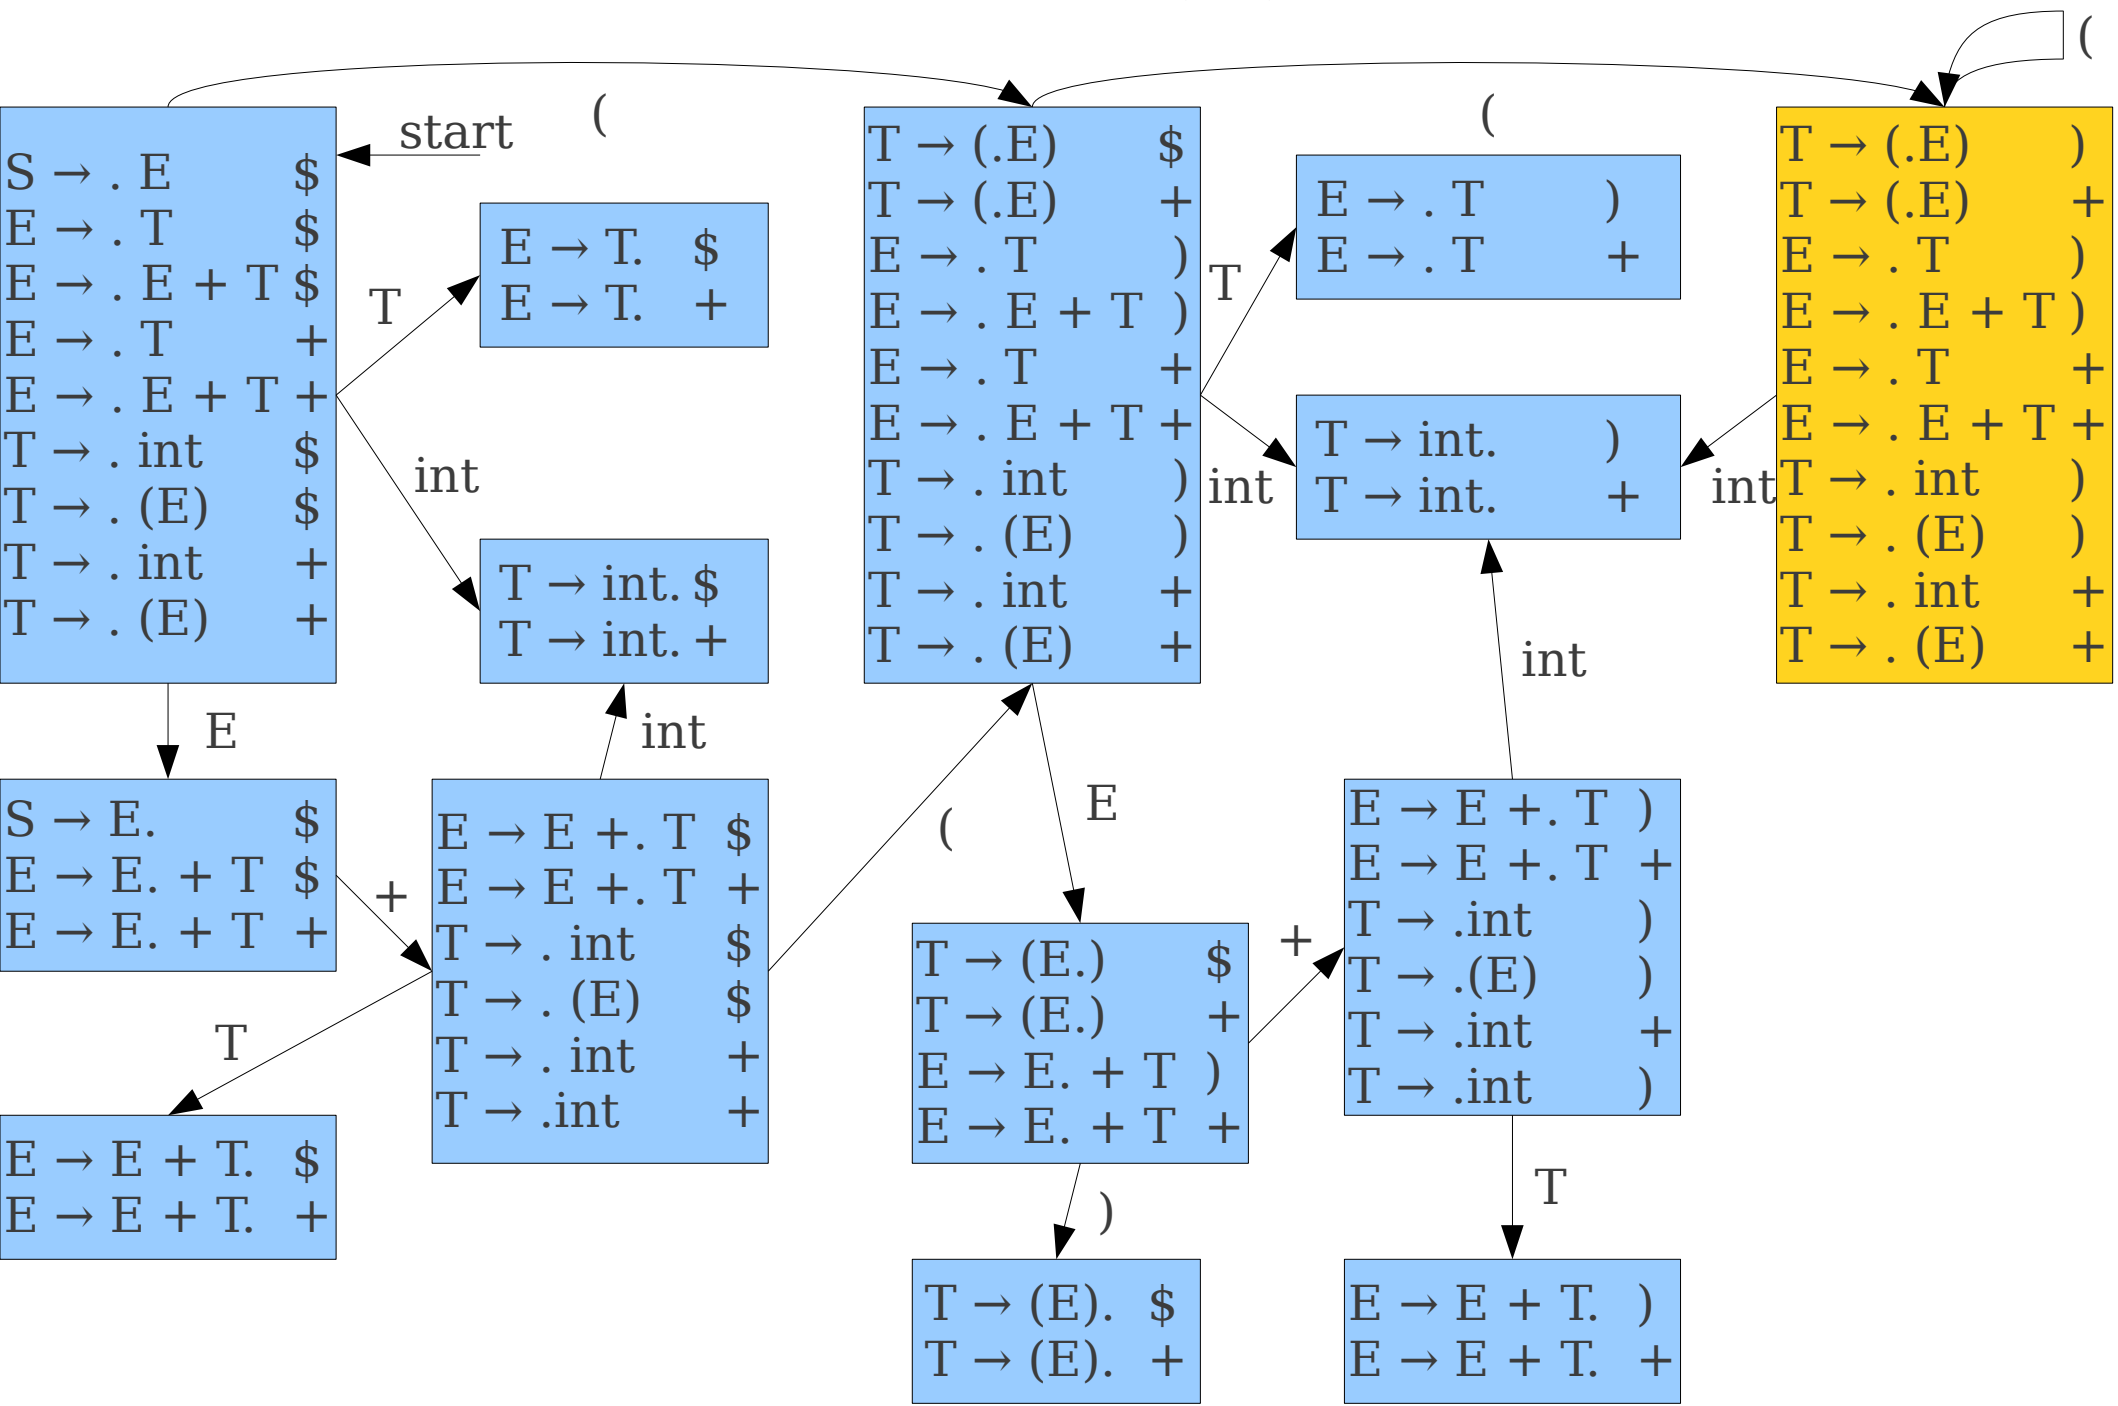 (
start
(
(
S → . E $
E → . T $
E → . E + T $
E → . T +
E → . E + T +
T → . int $
T → . (E) $
T → . int +
T → . (E) +
T
E → T. $
E → T. +
int
T → int. $
T → int. +
T → (.E) $
T → (.E) +
E → . T )
E → . E + T )
E → . T +
E → . E + T +
T → . int )
T → . (E) )
T → . int +
T → . (E) +
T
E → . T )
E → . T +
int
T → int. )
T → int. +
int
T → (.E) )
T → (.E) +
E → . T )
E → . E + T )
E → . T +
E → . E + T +
T → . int )
T → . (E) )
T → . int +
T → . (E) +
E
int
(
E
int
S → E. $
E → E. + T $
E → E. + T +
+
E → E +. T $
E → E +. T +
T → . int $
T → . (E) $
T → . int +
T → .int +
T → (E.) $
T → (E.) +
E → E. + T )
E → E. + T +
+
E → E +. T )
E → E +. T +
T → .int )
T → .(E) )
T → .int +
T → .int )
T
E → E + T. $
E → E + T. +
)
T
T → (E). $
T → (E). +
E → E + T. )
E → E + T. +